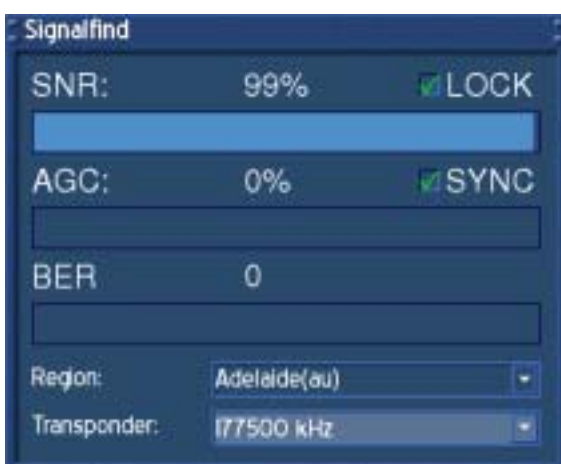 Signalfind
SNR: 99% LOCK
AGC: 0% SYNC
BER 0
Region: Adelaide(au)
Transponder: 177500 kHz